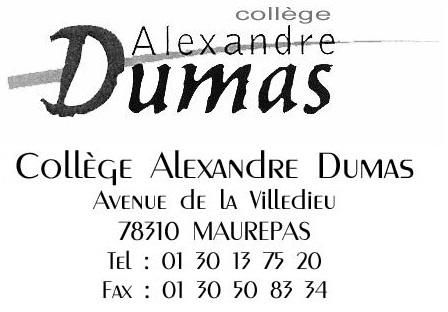 collège
Alexandre
Dumas
Collège Alexandre Dumas
Avenue de la Villedieu
78310 MAUREPAS
Tel : 01 30 13 75 20
Fax : 01 30 50 83 34